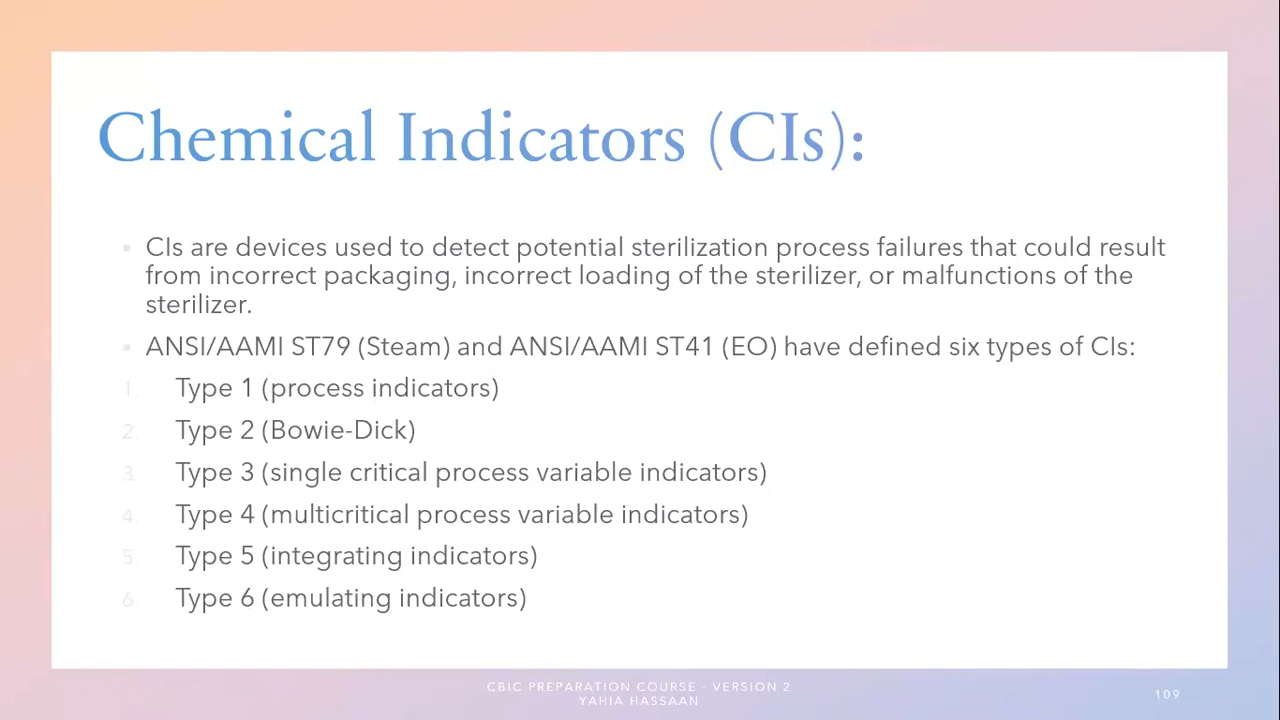 Chemical Indicators (CIs):
▪ CIs are devices used to detect potential sterilization process failures that could result
from incorrect packaging, incorrect loading of the sterilizer, or malfunctions of the
sterilizer.
▪ ANSI/AAMI ST79 (Steam) and ANSI/AAMI ST41 (EO) have defined six types of CIs:
1. Type 1 (process indicators)
2. Type 2 (Bowie-Dick)
3. Type 3 (single critical process variable indicators)
4. Type 4 (multicritical process variable indicators)
5. Type 5 (integrating indicators)
6. Type 6 (emulating indicators)
CBIC PREPARATION COURSE - VERSION 2
YAHIA HASSAAN
109